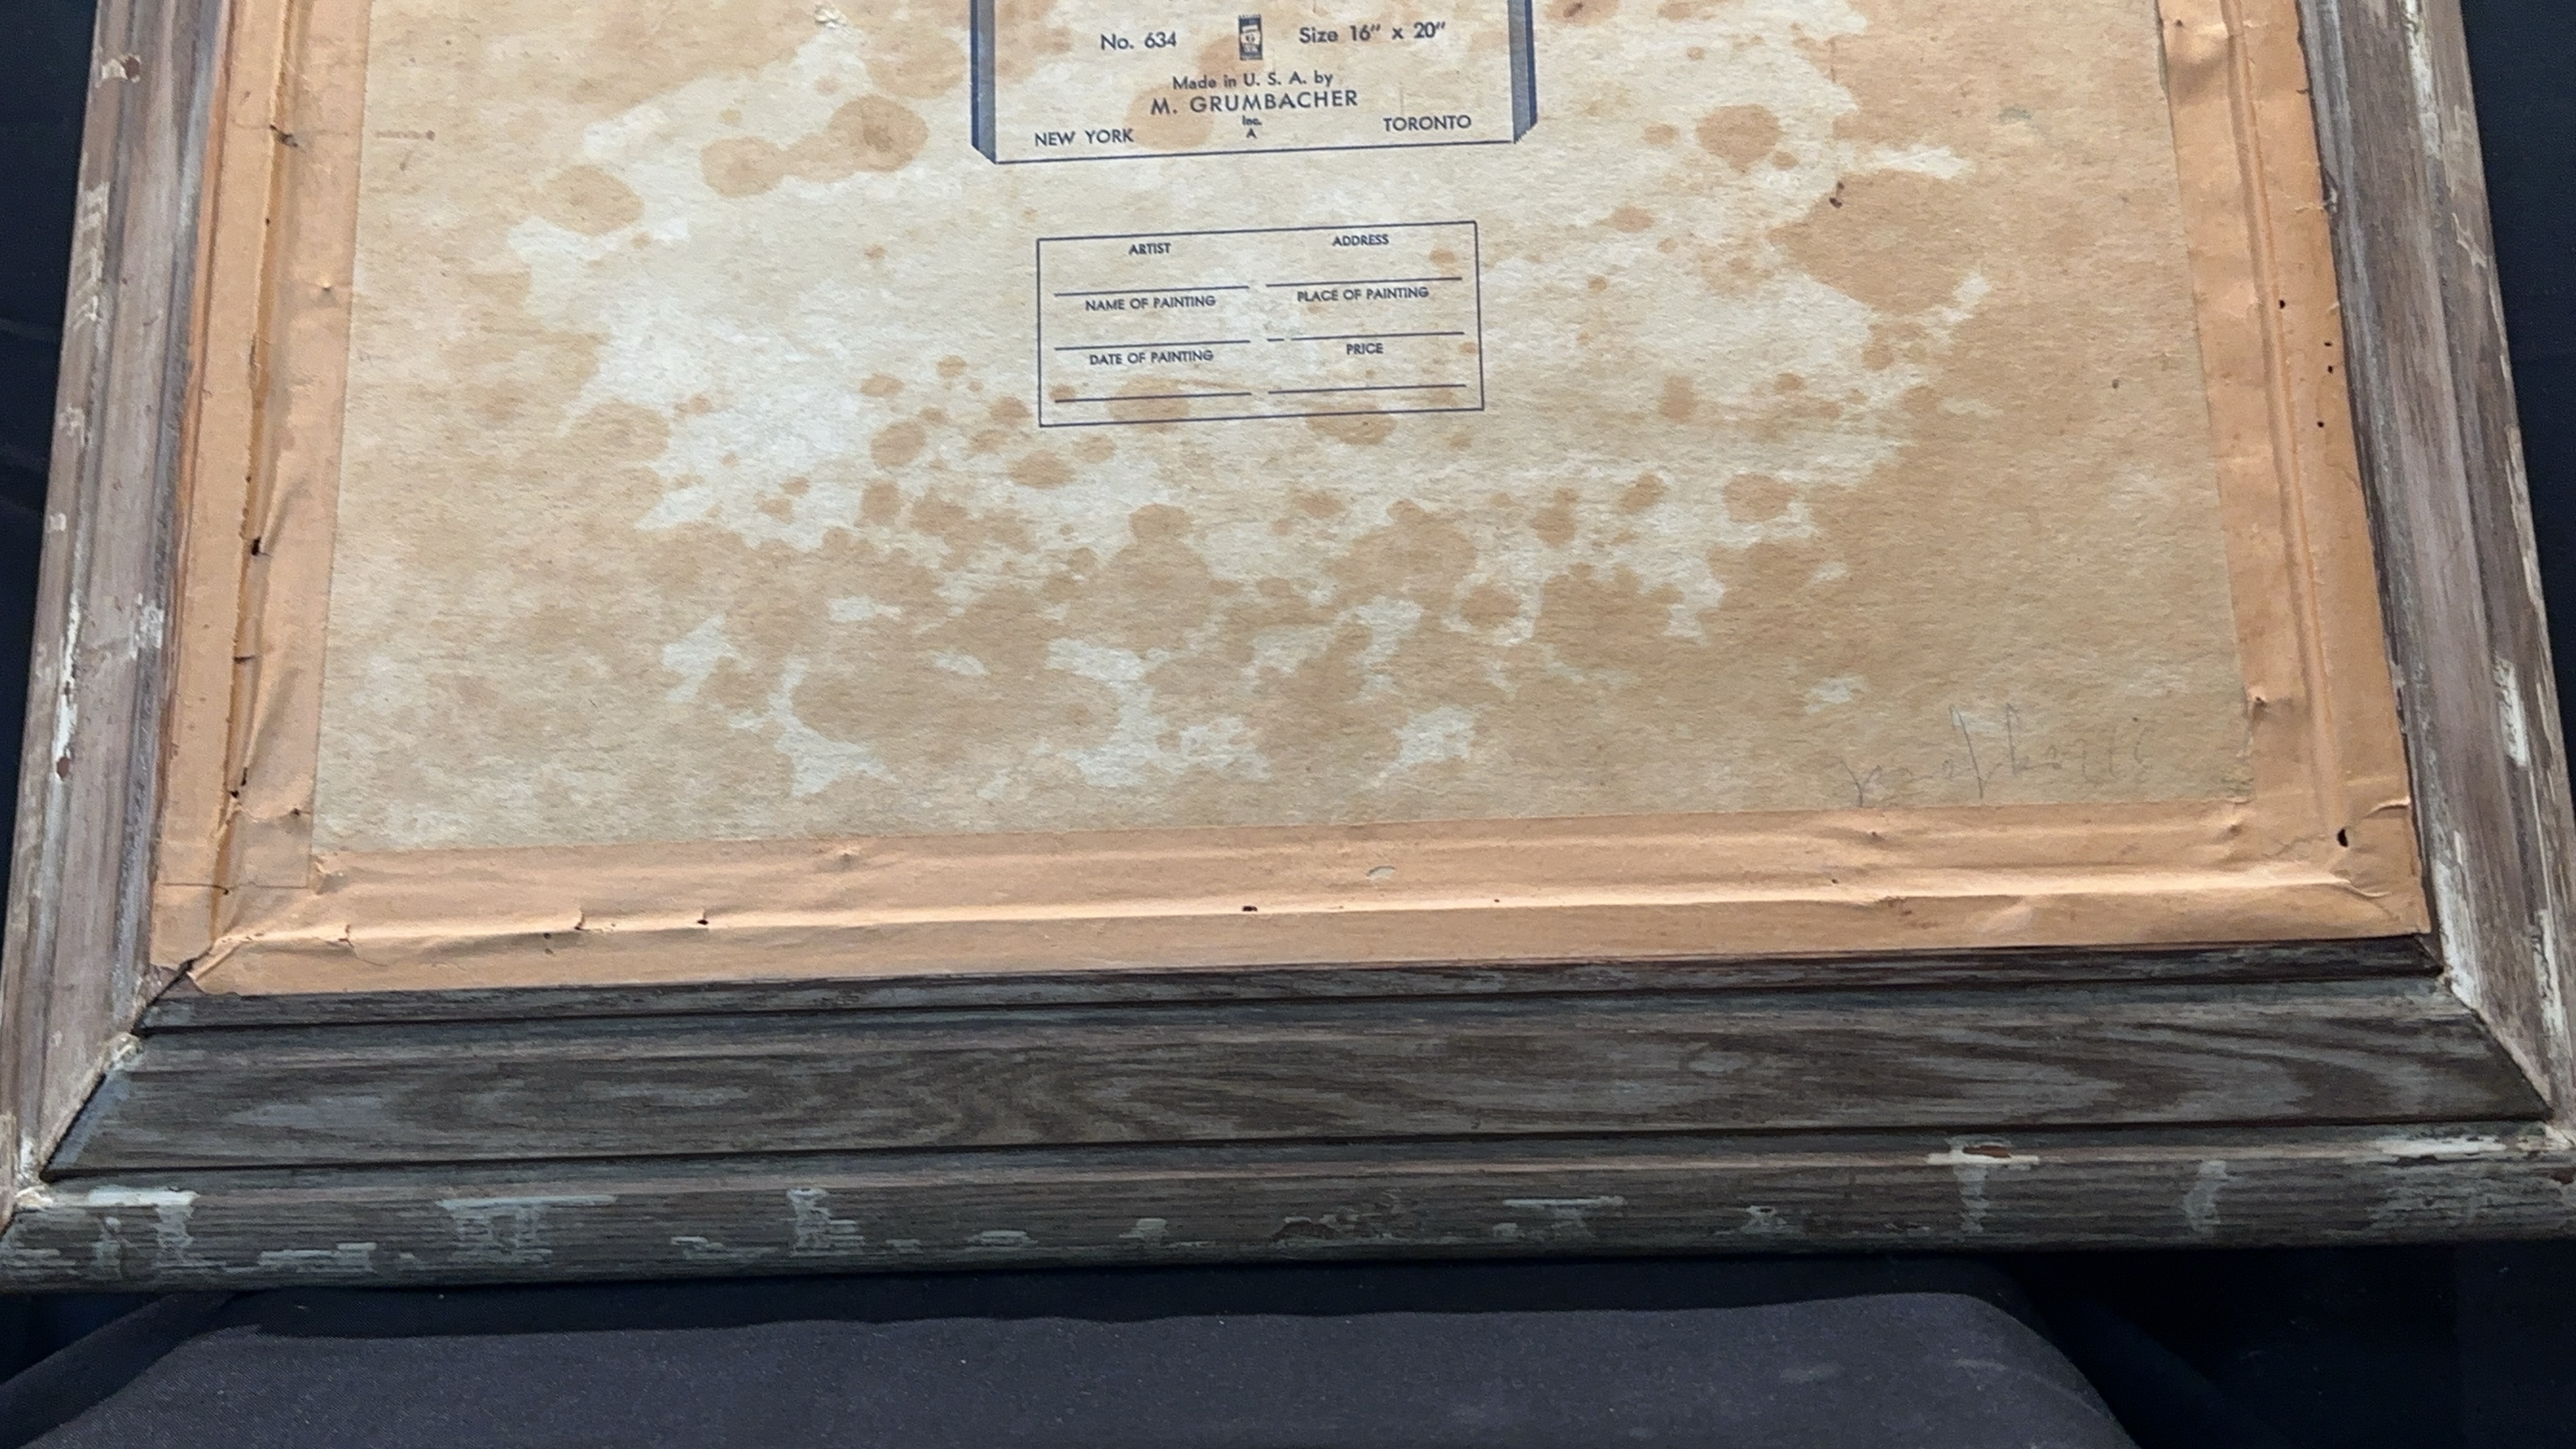 No. 634 Size 16" x 20"
Made in U. S. A. by
M. GRUMBACHER
Inc.
NEW YORK A TORONTO
ARTIST ADDRESS
NAME OF PAINTING PLACE OF PAINTING
DATE OF PAINTING PRICE